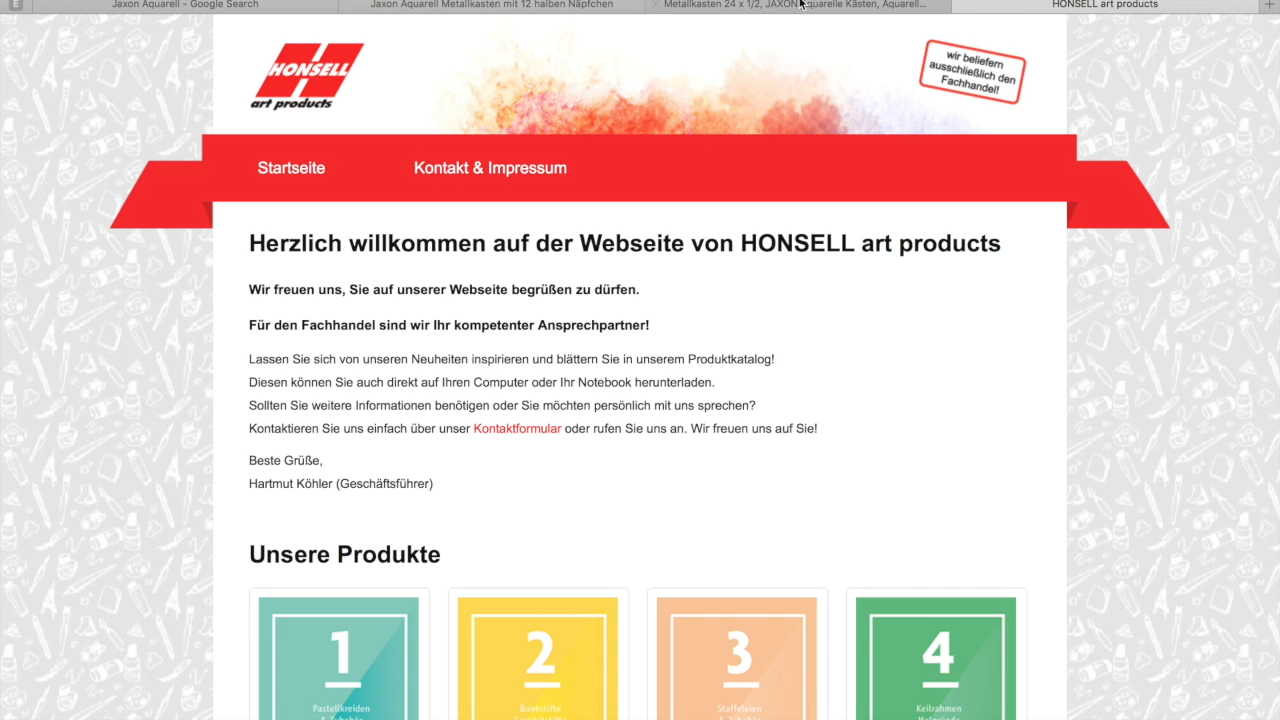 E
Jaxon Aquarell - Google Search
Jaxon Aquarell Metallkasten mit 12 halben Näpfchen
Metallkasten 24 x 1/2, JAXON Aquarelle Kästen, Aquarell...
HONSELL art products
HONSELL
art products
wir beliefern
ausschließlich den
Fachhandel!
Startseite
Kontakt & Impressum
Herzlich willkommen auf der Webseite von HONSELL art products
Wir freuen uns, Sie auf unserer Webseite begrüßen zu dürfen.
Für den Fachhandel sind wir Ihr kompetenter Ansprechpartner!
Lassen Sie sich von unseren Neuheiten inspirieren und blättern Sie in unserem Produktkatalog!
Diesen können Sie auch direkt auf Ihren Computer oder Ihr Notebook herunterladen.
Sollten Sie weitere Informationen benötigen oder Sie möchten persönlich mit uns sprechen?
Kontaktieren Sie uns einfach über unser Kontaktformular oder rufen Sie uns an. Wir freuen uns auf Sie!
Beste Grüße,
Hartmut Köhler (Geschäftsführer)
Unsere Produkte
1
Pastellkreiden
& Zubehör
2
Buntstifte
Graphitstifte
3
Staffeleien
& Zubehör
4
Keilrahmen
Malgründe